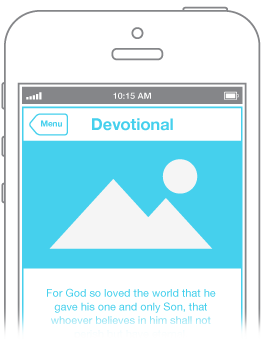 10:15 AM
Menu
Devotional
For God so loved the world that he
gave his one and only Son, that
whoever believes in him shall not